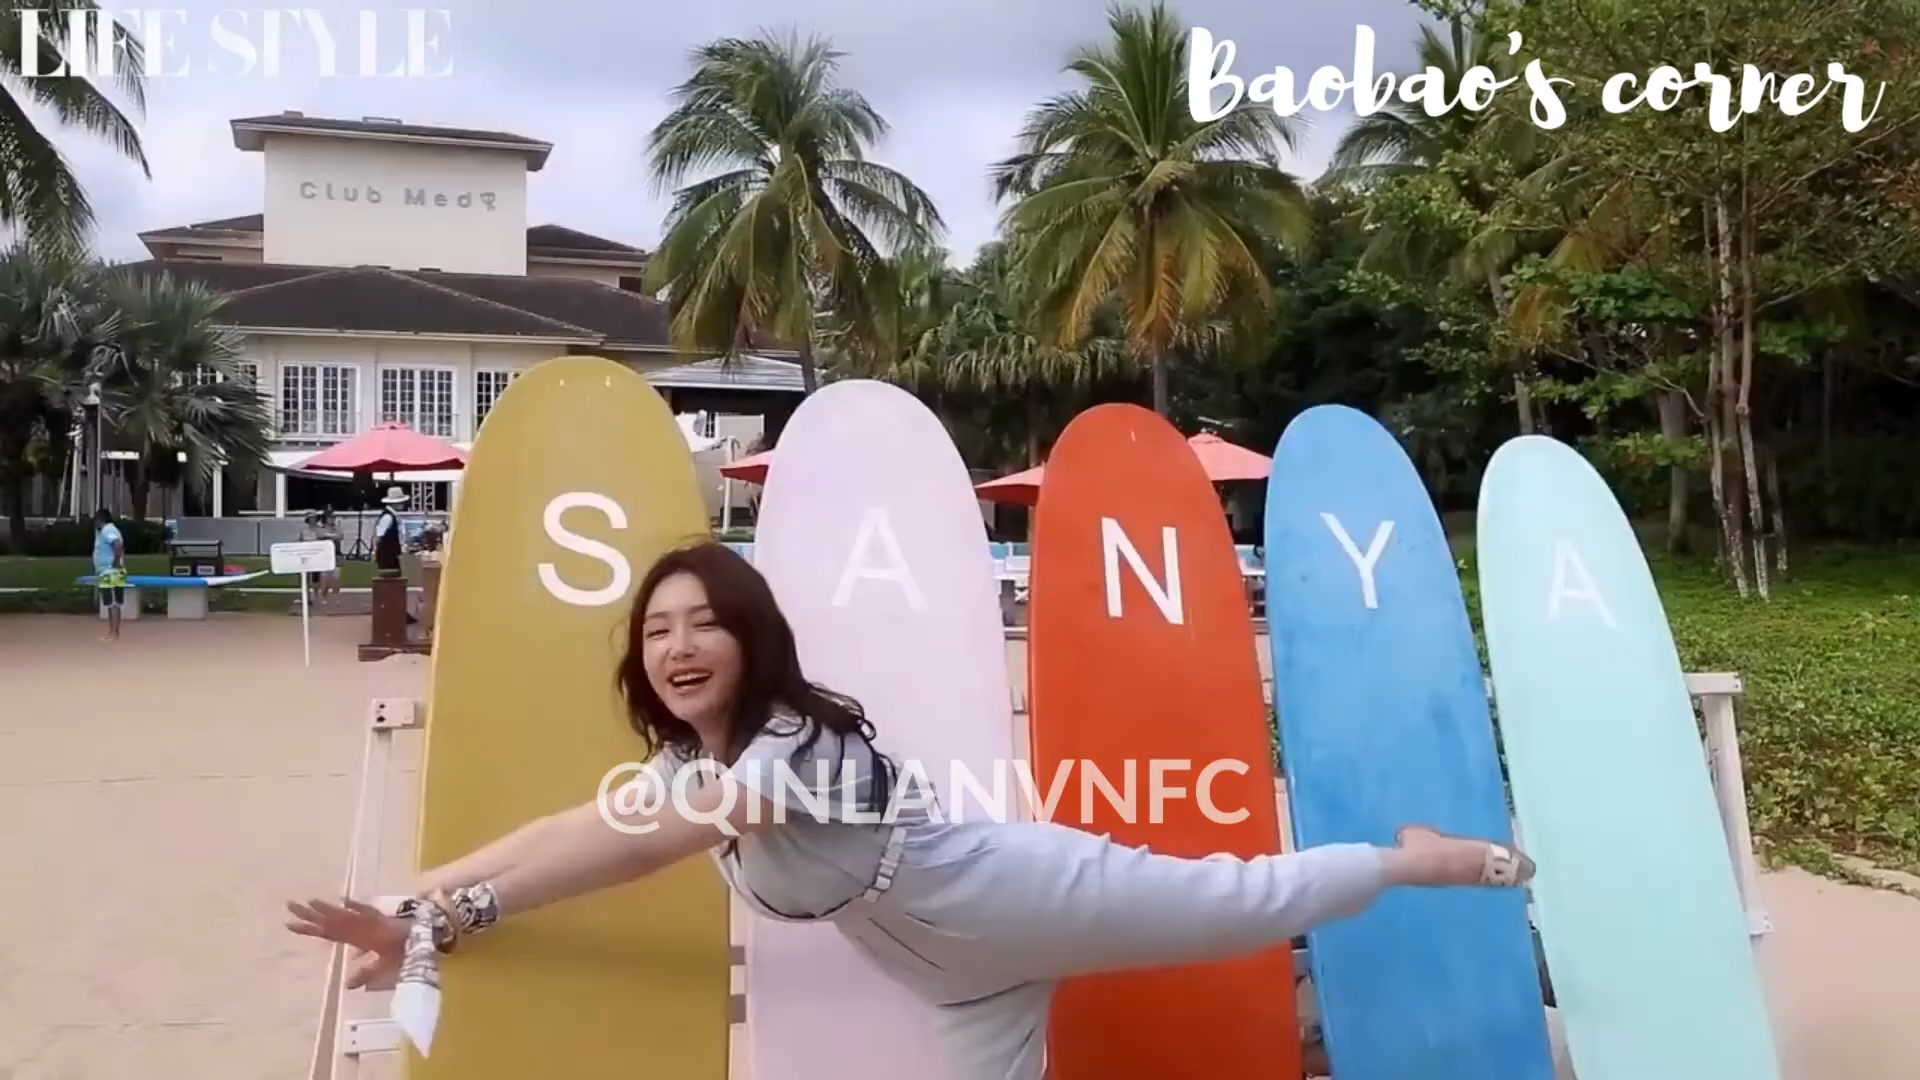 LIFE STYLE
Baobao's corner
Club Med
S A N Y A
@QINLANVNFC